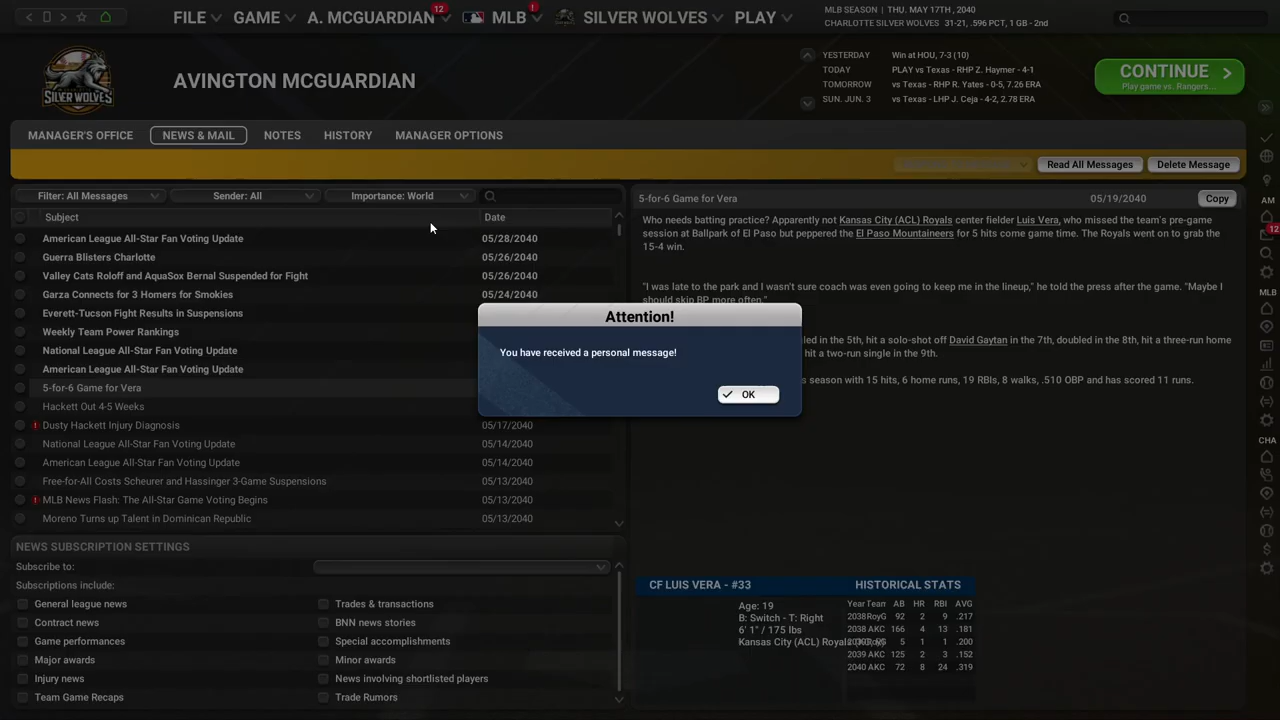 FILE GAME A. MCGUARDIAN 12 MLB ! SILVER WOLVES PLAY
MLB SEASON | THU. MAY 17TH , 2040
CHARLOTTE SILVER WOLVES 31-21, .596 PCT, 1 GB - 2nd
SILVER WOLVES
AVINGTON MCGUARDIAN
YESTERDAY Win at HOU, 7-3 (10)
TODAY PLAY vs Texas - RHP Z. Haymer - 4-1
TOMORROW vs Texas - RHP R. Yates - 0-5, 7.26 ERA
SUN. JUN. 3 vs Texas - LHP J. Ceja - 4-2, 2.78 ERA
CONTINUE
Play game vs. Rangers...
MANAGER'S OFFICE NEWS & MAIL NOTES HISTORY MANAGER OPTIONS
Read All Messages Delete Message
Filter: All Messages Sender: All Importance: World
Subject Date
American League All-Star Fan Voting Update 05/28/2040
Guerra Blisters Charlotte 05/26/2040
Valley Cats Roloff and AquaSox Bernal Suspended for Fight 05/26/2040
Garza Connects for 3 Homers for Smokies 05/24/2040
Everett-Tucson Fight Results in Suspensions
Weekly Team Power Rankings
National League All-Star Fan Voting Update
American League All-Star Fan Voting Update
5-for-6 Game for Vera
Hackett Out 4-5 Weeks
! Dusty Hackett Injury Diagnosis 05/17/2040
National League All-Star Fan Voting Update 05/14/2040
American League All-Star Fan Voting Update 05/14/2040
Free-for-All Costs Scheurer and Hassinger 3-Game Suspensions 05/13/2040
! MLB News Flash: The All-Star Game Voting Begins 05/13/2040
Moreno Turns up Talent in Dominican Republic 05/13/2040
5-for-6 Game for Vera 05/19/2040 Copy
Who needs batting practice? Apparently not Kansas City (ACL) Royals center fielder Luis Vera, who missed the team's pre-game
session at Ballpark of El Paso but peppered the El Paso Mountaineers for 5 hits come game time. The Royals went on to grab the
15-4 win.
"I was late to the park and I wasn't sure coach was even going to keep me in the lineup," he told the press after the game. "Maybe I
should skip BP more often."
led in the 5th, hit a solo-shot off David Gaytan in the 7th, doubled in the 8th, hit a three-run home
hit a two-run single in the 9th.
s season with 15 hits, 6 home runs, 19 RBIs, 8 walks, .510 OBP and has scored 11 runs.
Attention!
You have received a personal message!
OK
NEWS SUBSCRIPTION SETTINGS
Subscribe to:
Subscriptions include:
General league news Trades & transactions
Contract news BNN news stories
Game performances Special accomplishments
Major awards Minor awards
Injury news News involving shortlisted players
Team Game Recaps Trade Rumors
CF LUIS VERA - #33
Age: 19
B: Switch - T: Right
6' 1" / 175 lbs
Kansas City (ACL) Royals
HISTORICAL STATS
Year Team AB HR RBI AVG
2038 RoyG 92 2 9 .217
2038 AKC 166 4 13 .181
5 1 1 .200
2039 AKC 125 2 3 .152
2040 AKC 72 8 24 .319
AM
12
MLB
CHA